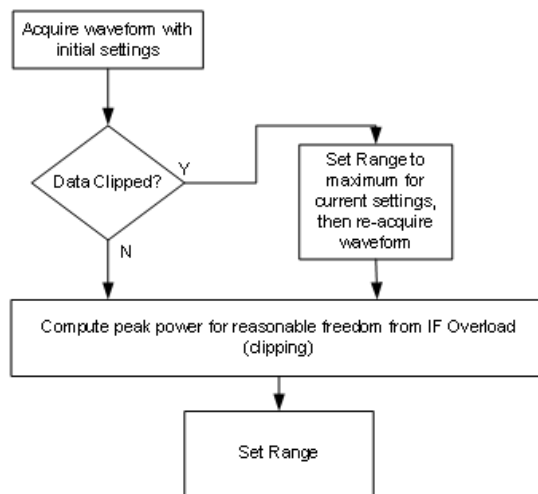 Acquire waveform with
initial settings
Data Clipped?
Y
Set Range to
maximum for
current settings,
then re-acquire
waveform
N
Compute peak power for reasonable freedom from IF Overload
(clipping)
Set Range